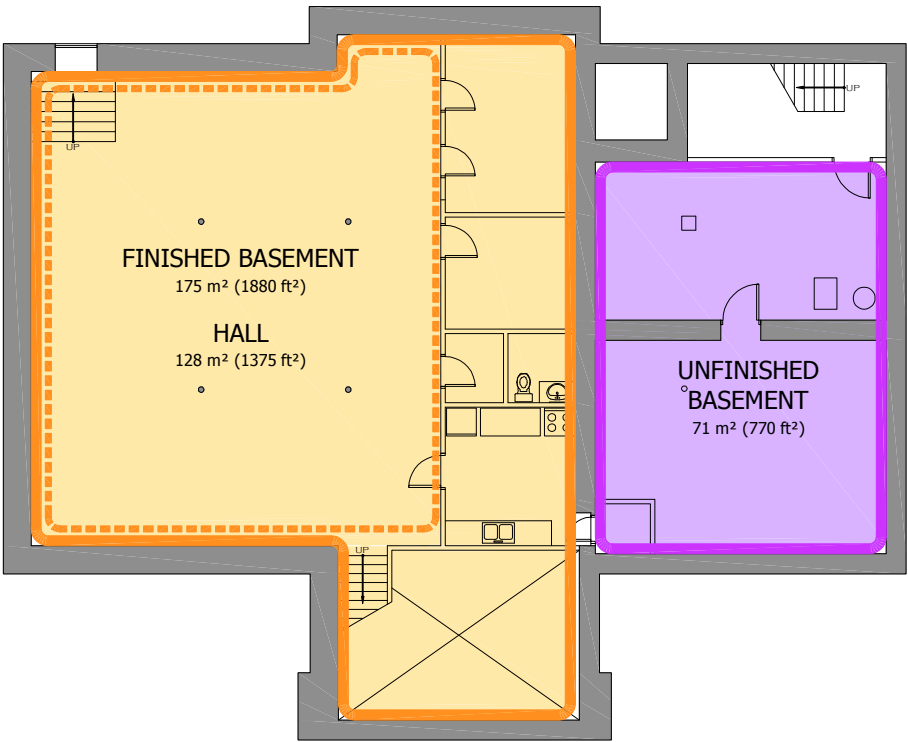 UP
UP
FINISHED BASEMENT
175 m² (1880 ft²)
HALL
128 m² (1375 ft²)
UNFINISHED
BASEMENT
71 m² (770 ft²)
UP